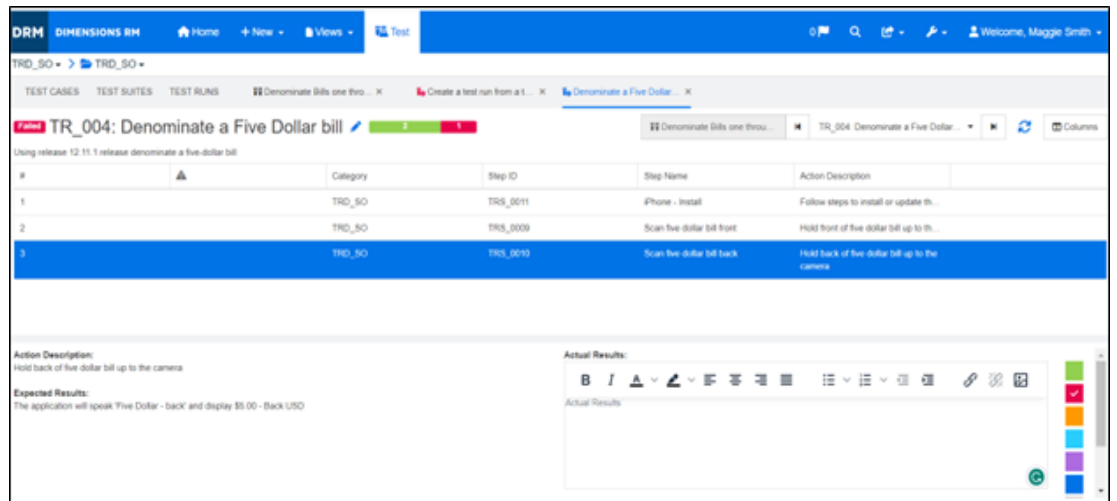 DRM DIMENSIONS RM Home + New Views Test 0 Welcome, Maggie Smith
TRD_SO > TRD_SO
TEST CASES TEST SUITES TEST RUNS Denominate Bills one thro... × Create a test run from a t... × Denominate a Five Dollar... ×
Failed TR_004: Denominate a Five Dollar bill 2 1 Denominate Bills one throu... TR_004 Denominate a Five Dollar... Columns
Using release 12.11.1 release denominate a five-dollar bill
# Category Step ID Step Name Action Description
1 TRD_SO TRS_0011 iPhone - Install Follow steps to install or update th...
2 TRD_SO TRS_0009 Scan five dollar bill front Hold front of five dollar bill up to th...
3 TRD_SO TRS_0010 Scan five dollar bill back Hold back of five dollar bill up to the
camera
Action Description:
Hold back of five dollar bill up to the camera
Expected Results:
The application will speak 'Five Dollar - back' and display $5.00 - Back USD
Actual Results:
B I A
Actual Results